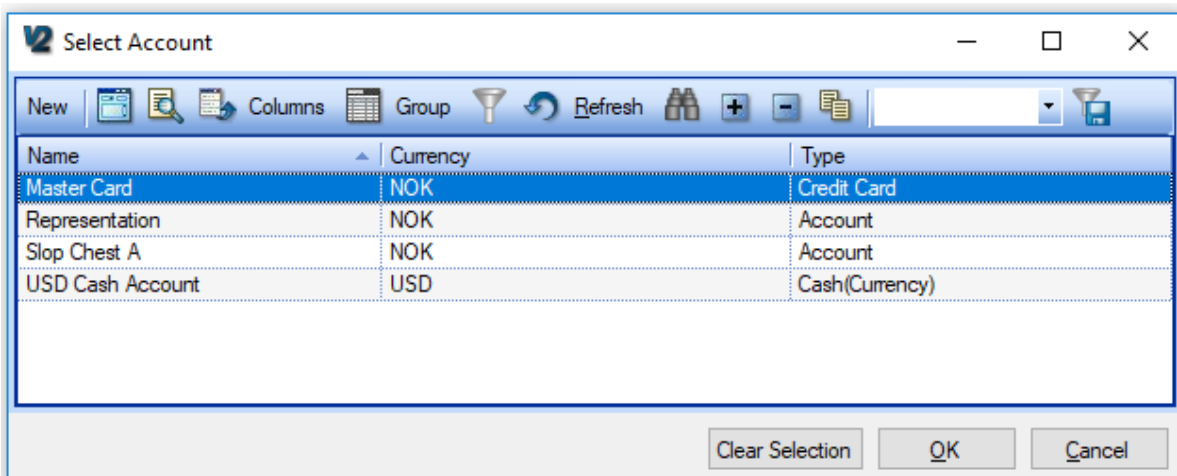 V2 Select Account
New Columns Group Refresh
Name Currency Type
Master Card NOK Credit Card
Representation NOK Account
Slop Chest A NOK Account
USD Cash Account USD Cash(Currency)
Clear Selection OK Cancel